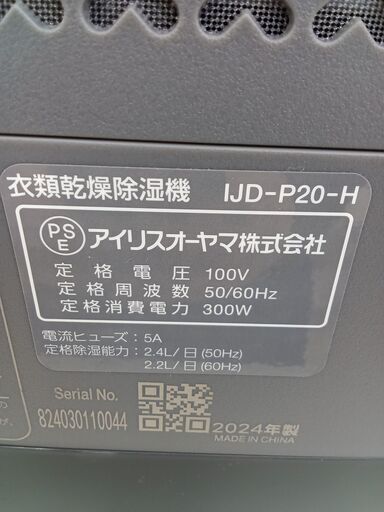 衣類乾燥除湿機 IJD-P20-H
PSE アイリスオーヤマ株式会社
定格電圧 100V
定格周波数 50/60Hz
定格消費電力 300W
電流ヒューズ：5A
定格除湿能力：2.4L/日(50Hz)
2.2L/日(60Hz)
Serial No.
824030110044
2024年製
MADE IN CHINA